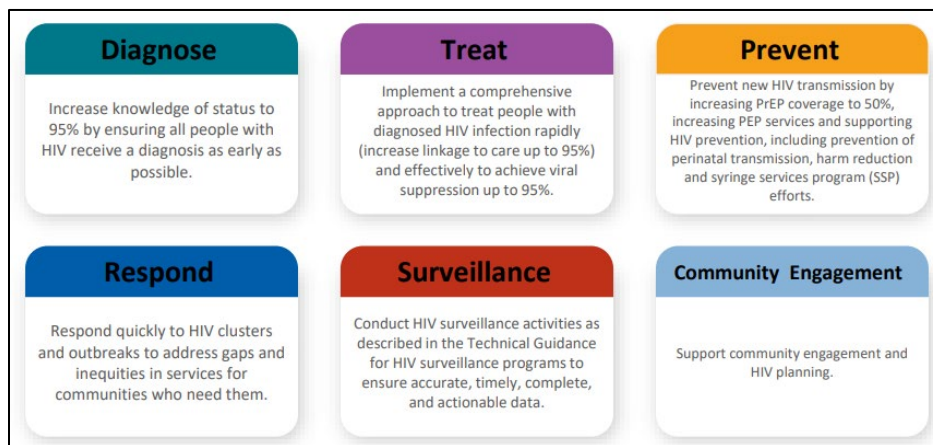 Diagnose
Increase knowledge of status to
95% by ensuring all people with
HIV receive a diagnosis as early as
possible.
Treat
Implement a comprehensive
approach to treat people with
diagnosed HIV infection rapidly
(increase linkage to care up to 95%)
and effectively to achieve viral
suppression up to 95%.
Prevent
Prevent new HIV transmission by
increasing PrEP coverage to 50%,
increasing PEP services and supporting
HIV prevention, including prevention of
perinatal transmission, harm reduction
and syringe services program (SSP)
efforts.
Respond
Respond quickly to HIV clusters
and outbreaks to address gaps and
inequities in services for
communities who need them.
Surveillance
Conduct HIV surveillance activities as
described in the Technical Guidance
for HIV surveillance programs to
ensure accurate, timely, complete,
and actionable data.
Community Engagement
Support community engagement and
HIV planning.